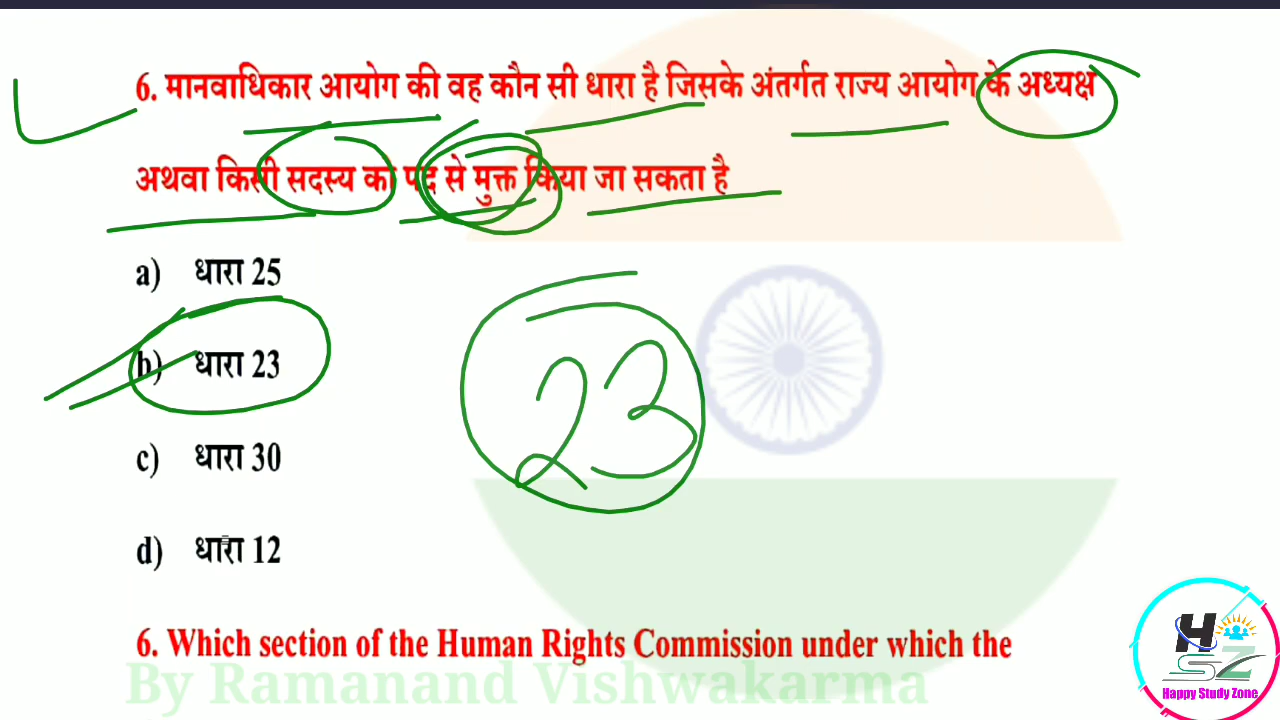 6. मानवाधिकार आयोग की वह कौन सी धारा है जिसके अंतर्गत राज्य आयोग के अध्यक्ष
अथवा किसी सदस्य को पद से मुक्त किया जा सकता है
a) धारा 25
b) धारा 23
23
c) धारा 30
d) धारा 12
6. Which section of the Human Rights Commission under which the
By Ramanand Vishwakarma
HSZ
Happy Study Zone